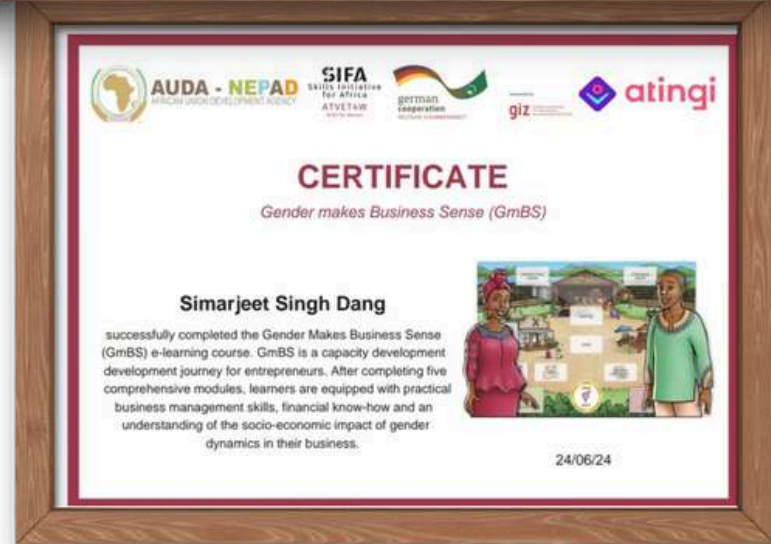 AUDA - NEPAD
AFRICAN UNION DEVELOPMENT AGENCY
SIFA
Skills Initiative
for Africa
ATVET4W
german
cooperation
DEUTSCHE ZUSAMMENARBEIT
giz
atingi
CERTIFICATE
Gender makes Business Sense (GmBS)
Simarjeet Singh Dang
successfully completed the Gender Makes Business Sense
(GmBS) e-learning course. GmBS is a capacity development
development journey for entrepreneurs. After completing five
comprehensive modules, learners are equipped with practical
business management skills, financial know-how and an
understanding of the socio-economic impact of gender
dynamics in their business.
24/06/24